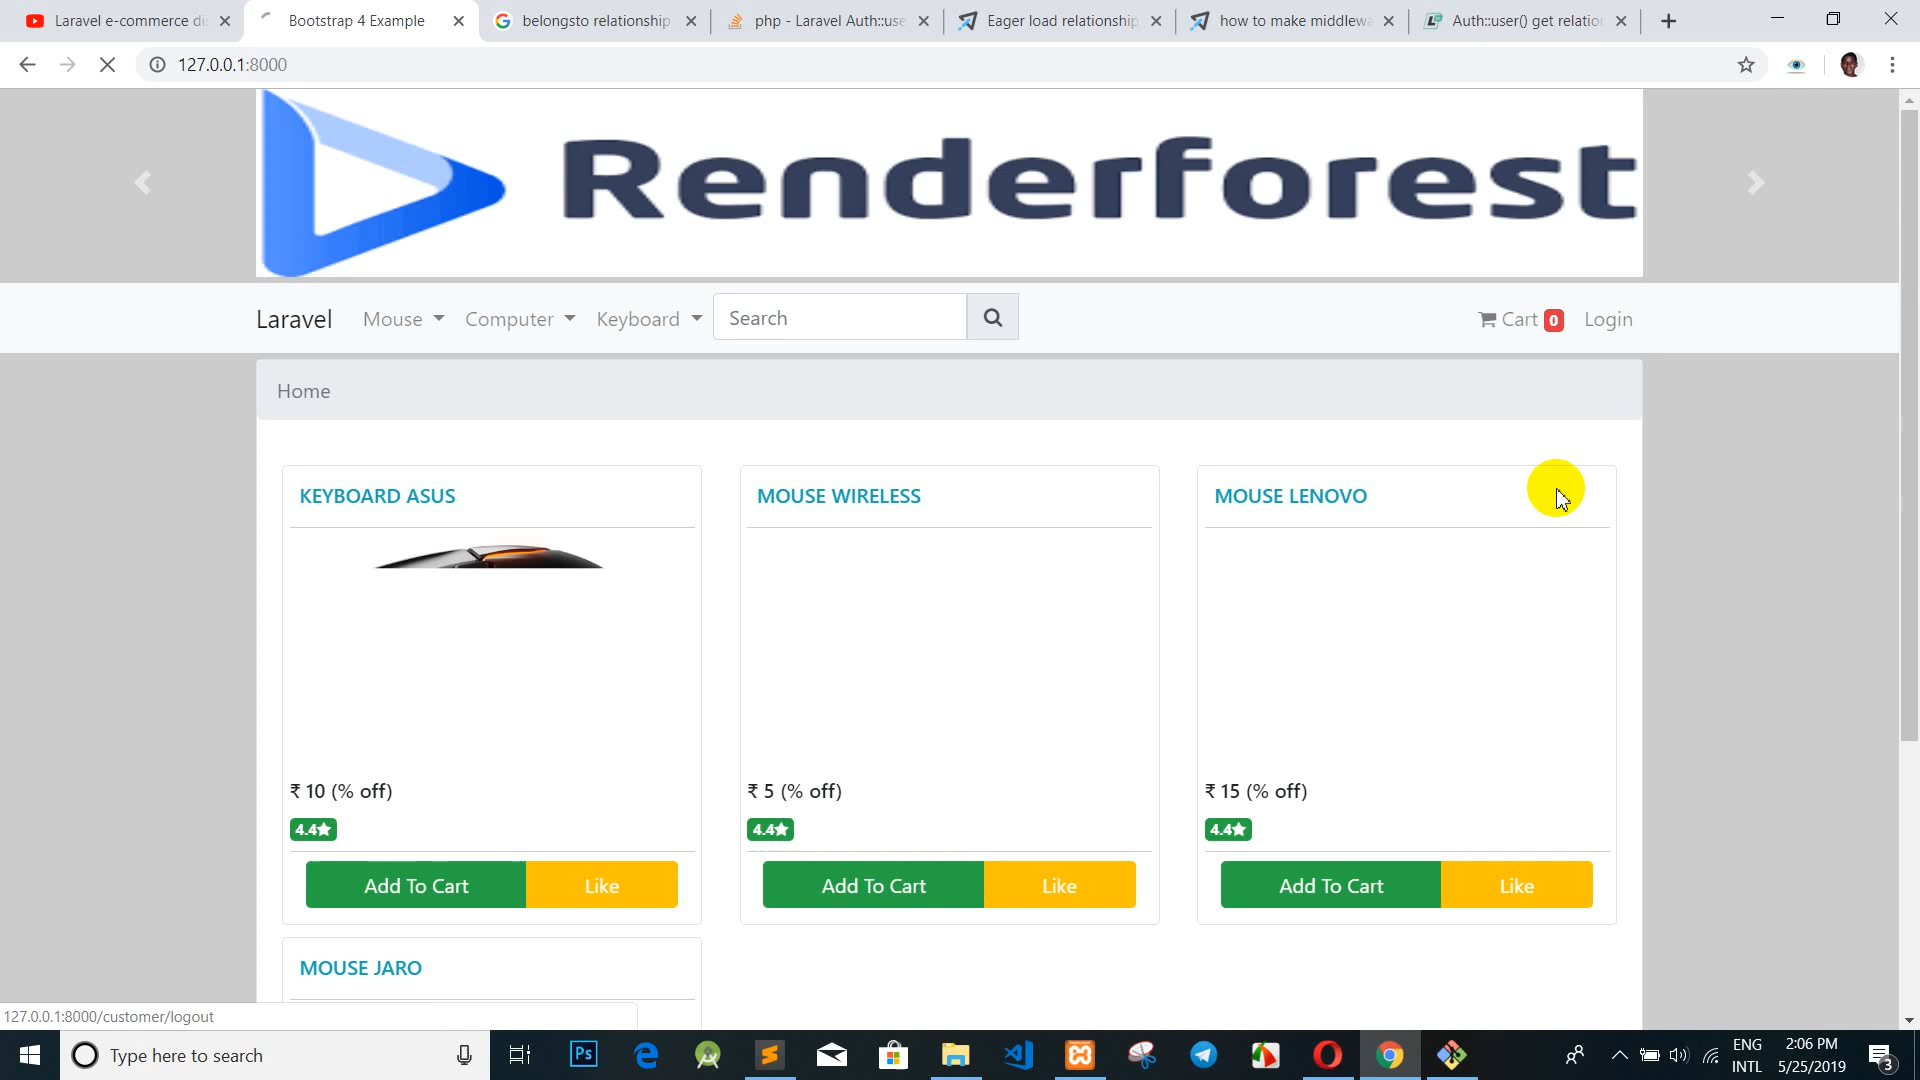 Laravel e-commerce di
Bootstrap 4 Example
belongsto relationship
php - Laravel Auth::use
Eager load relationship
how to make middlewa
Auth::user() get relatio
127.0.0.1:8000
Renderforest
Laravel
Mouse
Computer
Keyboard
Search
Cart 0
Login
Home
KEYBOARD ASUS
MOUSE WIRELESS
MOUSE LENOVO
₹ 10 (% off)
₹ 5 (% off)
₹ 15 (% off)
4.4
4.4
4.4
Add To Cart
Like
Add To Cart
Like
Add To Cart
Like
MOUSE JARO
127.0.0.1:8000/customer/logout
Type here to search
Ps
ENG
INTL
2:06 PM
5/25/2019
3